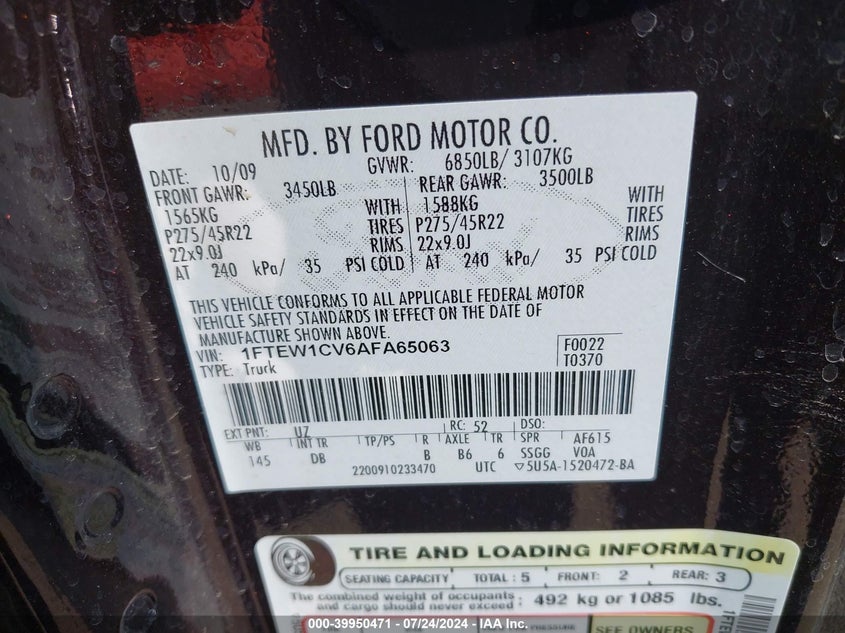 MFD. BY FORD MOTOR CO.
DATE: 10/09 GVWR: 6850LB/ 3107KG
FRONT GAWR: 3450LB REAR GAWR: 3500LB
1565KG WITH 1588KG WITH
P275/45R22 TIRES P275/45R22 TIRES
22x9.0J RIMS 22x9.0J RIMS
AT 240 kPa/ 35 PSI COLD AT 240 kPa/ 35 PSI COLD
THIS VEHICLE CONFORMS TO ALL APPLICABLE FEDERAL MOTOR
VEHICLE SAFETY STANDARDS IN EFFECT ON THE DATE OF
MANUFACTURE SHOWN ABOVE.
VIN: 1FTEW1CV6AFA65063 F0022
TYPE: Truck T0370
EXT PNT: UZ RC: 52 DSO:
WB INT TR TP/PS R AXLE TR SPR AF615
145 DB B B6 6 SSGG VOA
2200910233470 UTC ▽5U5A-1520472-BA
TIRE AND LOADING INFORMATION
SEATING CAPACITY TOTAL: 5 FRONT: 2 REAR: 3
The combined weight of occupants
and cargo should never exceed: 492 kg or 1085 lbs.
SEE OWNERS
000-39950471 - 07/24/2024 - IAAI.com